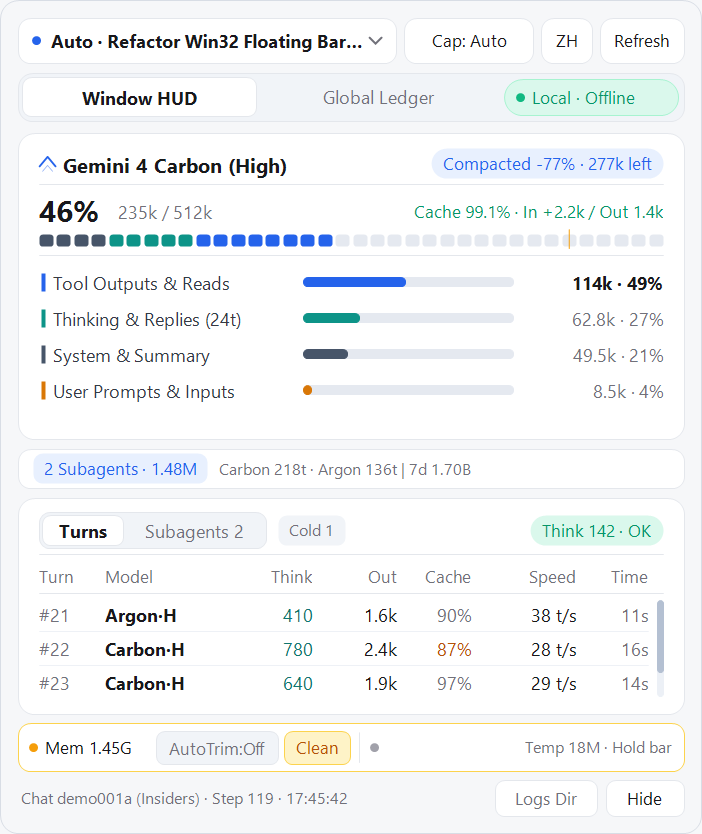 Auto · Refactor Win32 Floating Bar... Cap: Auto ZH Refresh
Window HUD Global Ledger Local · Offline
Gemini 4 Carbon (High) Compacted -77% · 277k left
46% 235k / 512k Cache 99.1% · In +2.2k / Out 1.4k
Tool Outputs & Reads 114k · 49%
Thinking & Replies (24t) 62.8k · 27%
System & Summary 49.5k · 21%
User Prompts & Inputs 8.5k · 4%
2 Subagents · 1.48M Carbon 218t · Argon 136t | 7d 1.70B
Turns Subagents 2 Cold 1 Think 142 · OK
Turn Model Think Out Cache Speed Time
#21 Argon·H 410 1.6k 90% 38 t/s 11s
#22 Carbon·H 780 2.4k 87% 28 t/s 16s
#23 Carbon·H 640 1.9k 97% 29 t/s 14s
Mem 1.45G AutoTrim:Off Clean Temp 18M · Hold bar
Chat demo001a (Insiders) · Step 119 · 17:45:42 Logs Dir Hide